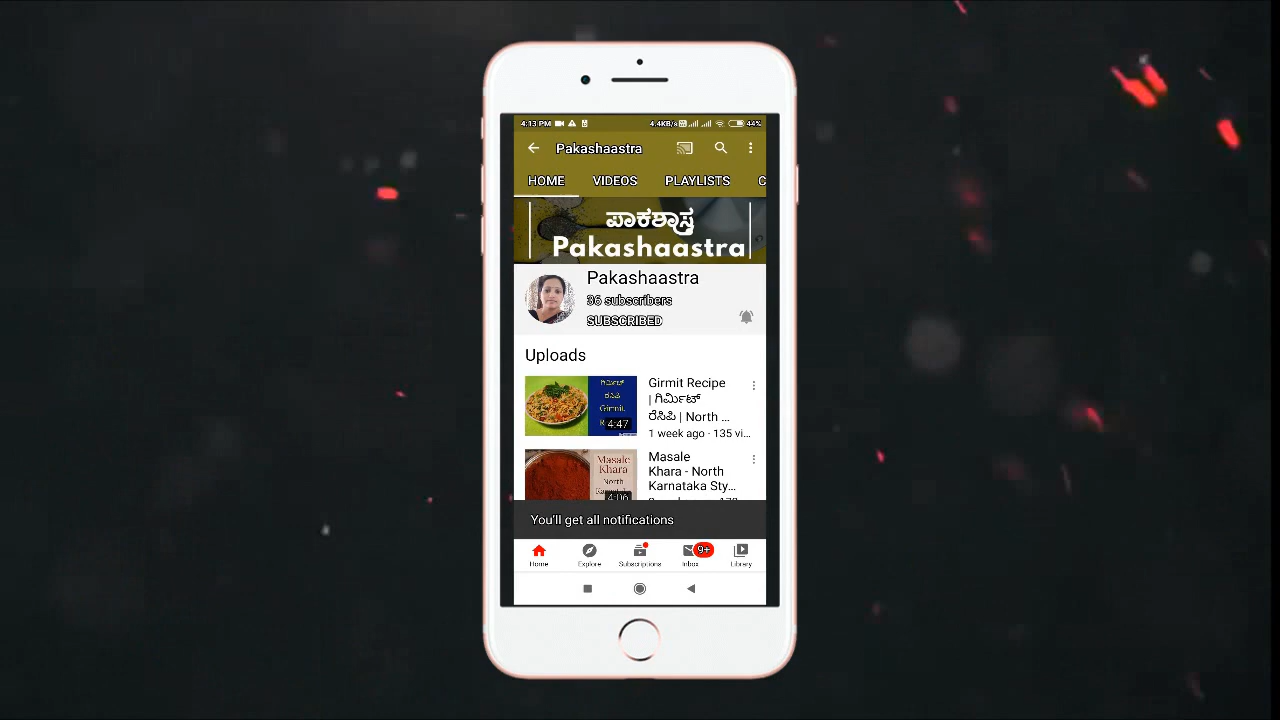 4:13 PM
4.4KB/s
44%
Pakashaastra
HOME VIDEOS PLAYLISTS C
ಪಾಕಶಾಸ್ತ್ರ
Pakashaastra
Pakashaastra
36 subscribers
SUBSCRIBED
Uploads
ಗಿರ್ಮಿಟ್
ರೆಸಿಪಿ
Girmit
4:47
Girmit Recipe
| ಗಿರ್ಮಿಟ್
ರೆಸಿಪಿ | North ...
1 week ago · 135 vi...
Masale
Khara
North
4:06
Masale
Khara - North
Karnataka Sty...
You'll get all notifications
9+
Home Explore Subscriptions Inbox Library